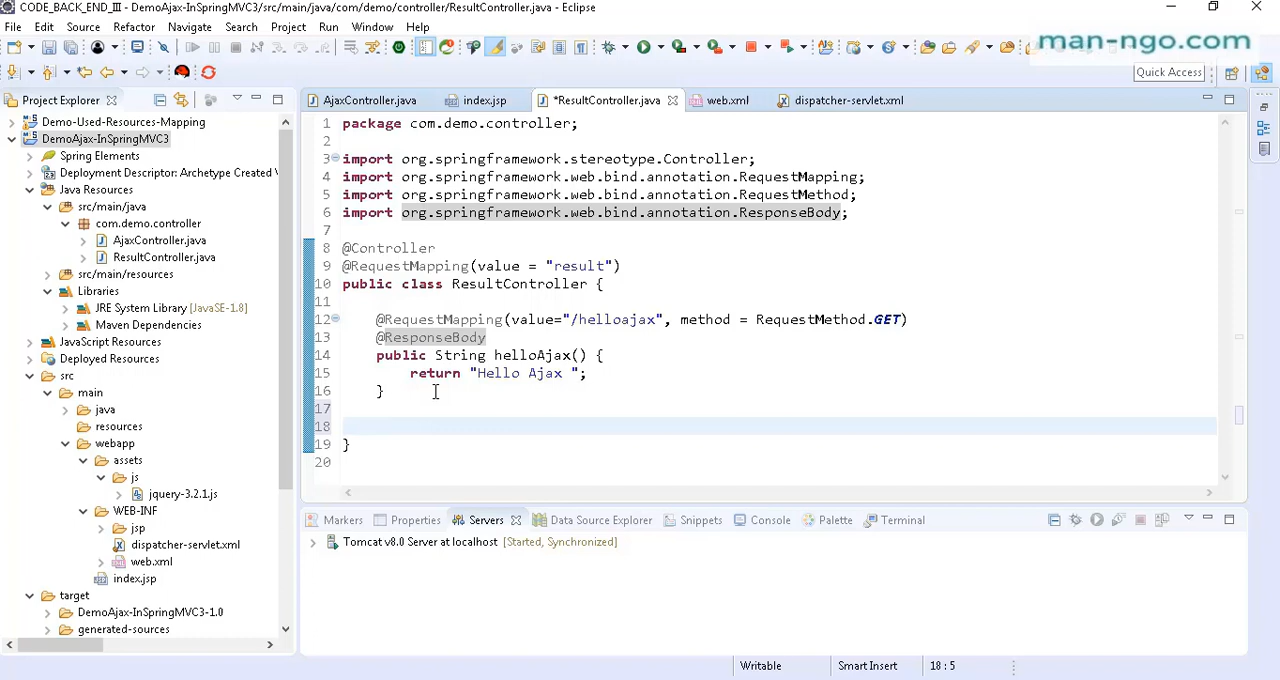 CODE_BACK_END_III - DemoAjax-InSpringMVC3/src/main/java/com/demo/controller/ResultController.java - Eclipse
File Edit Source Refactor Navigate Search Project Run Window Help
man-ngo.com
Quick Access
Project Explorer
AjaxController.java index.jsp *ResultController.java web.xml dispatcher-servlet.xml
Demo-Used-Resources-Mapping
DemoAjax-InSpringMVC3
Spring Elements
Deployment Descriptor: Archetype Created V
Java Resources
src/main/java
com.demo.controller
AjaxController.java
ResultController.java
src/main/resources
Libraries
JRE System Library [JavaSE-1.8]
Maven Dependencies
JavaScript Resources
Deployed Resources
src
main
java
resources
webapp
assets
js
jquery-3.2.1.js
WEB-INF
jsp
dispatcher-servlet.xml
web.xml
index.jsp
target
DemoAjax-InSpringMVC3-1.0
generated-sources
1 package com.demo.controller;
2
3 import org.springframework.stereotype.Controller;
4 import org.springframework.web.bind.annotation.RequestMapping;
5 import org.springframework.web.bind.annotation.RequestMethod;
6 import org.springframework.web.bind.annotation.ResponseBody;
7
8 @Controller
9 @RequestMapping(value = "result")
10 public class ResultController {
11
12 @RequestMapping(value="/helloajax", method = RequestMethod.GET)
13 @ResponseBody
14 public String helloAjax() {
15 return "Hello Ajax ";
16 }
17
18
19 }
20
Markers Properties Servers Data Source Explorer Snippets Console Palette Terminal
Tomcat v8.0 Server at localhost [Started, Synchronized]
Writable Smart Insert 18 : 5